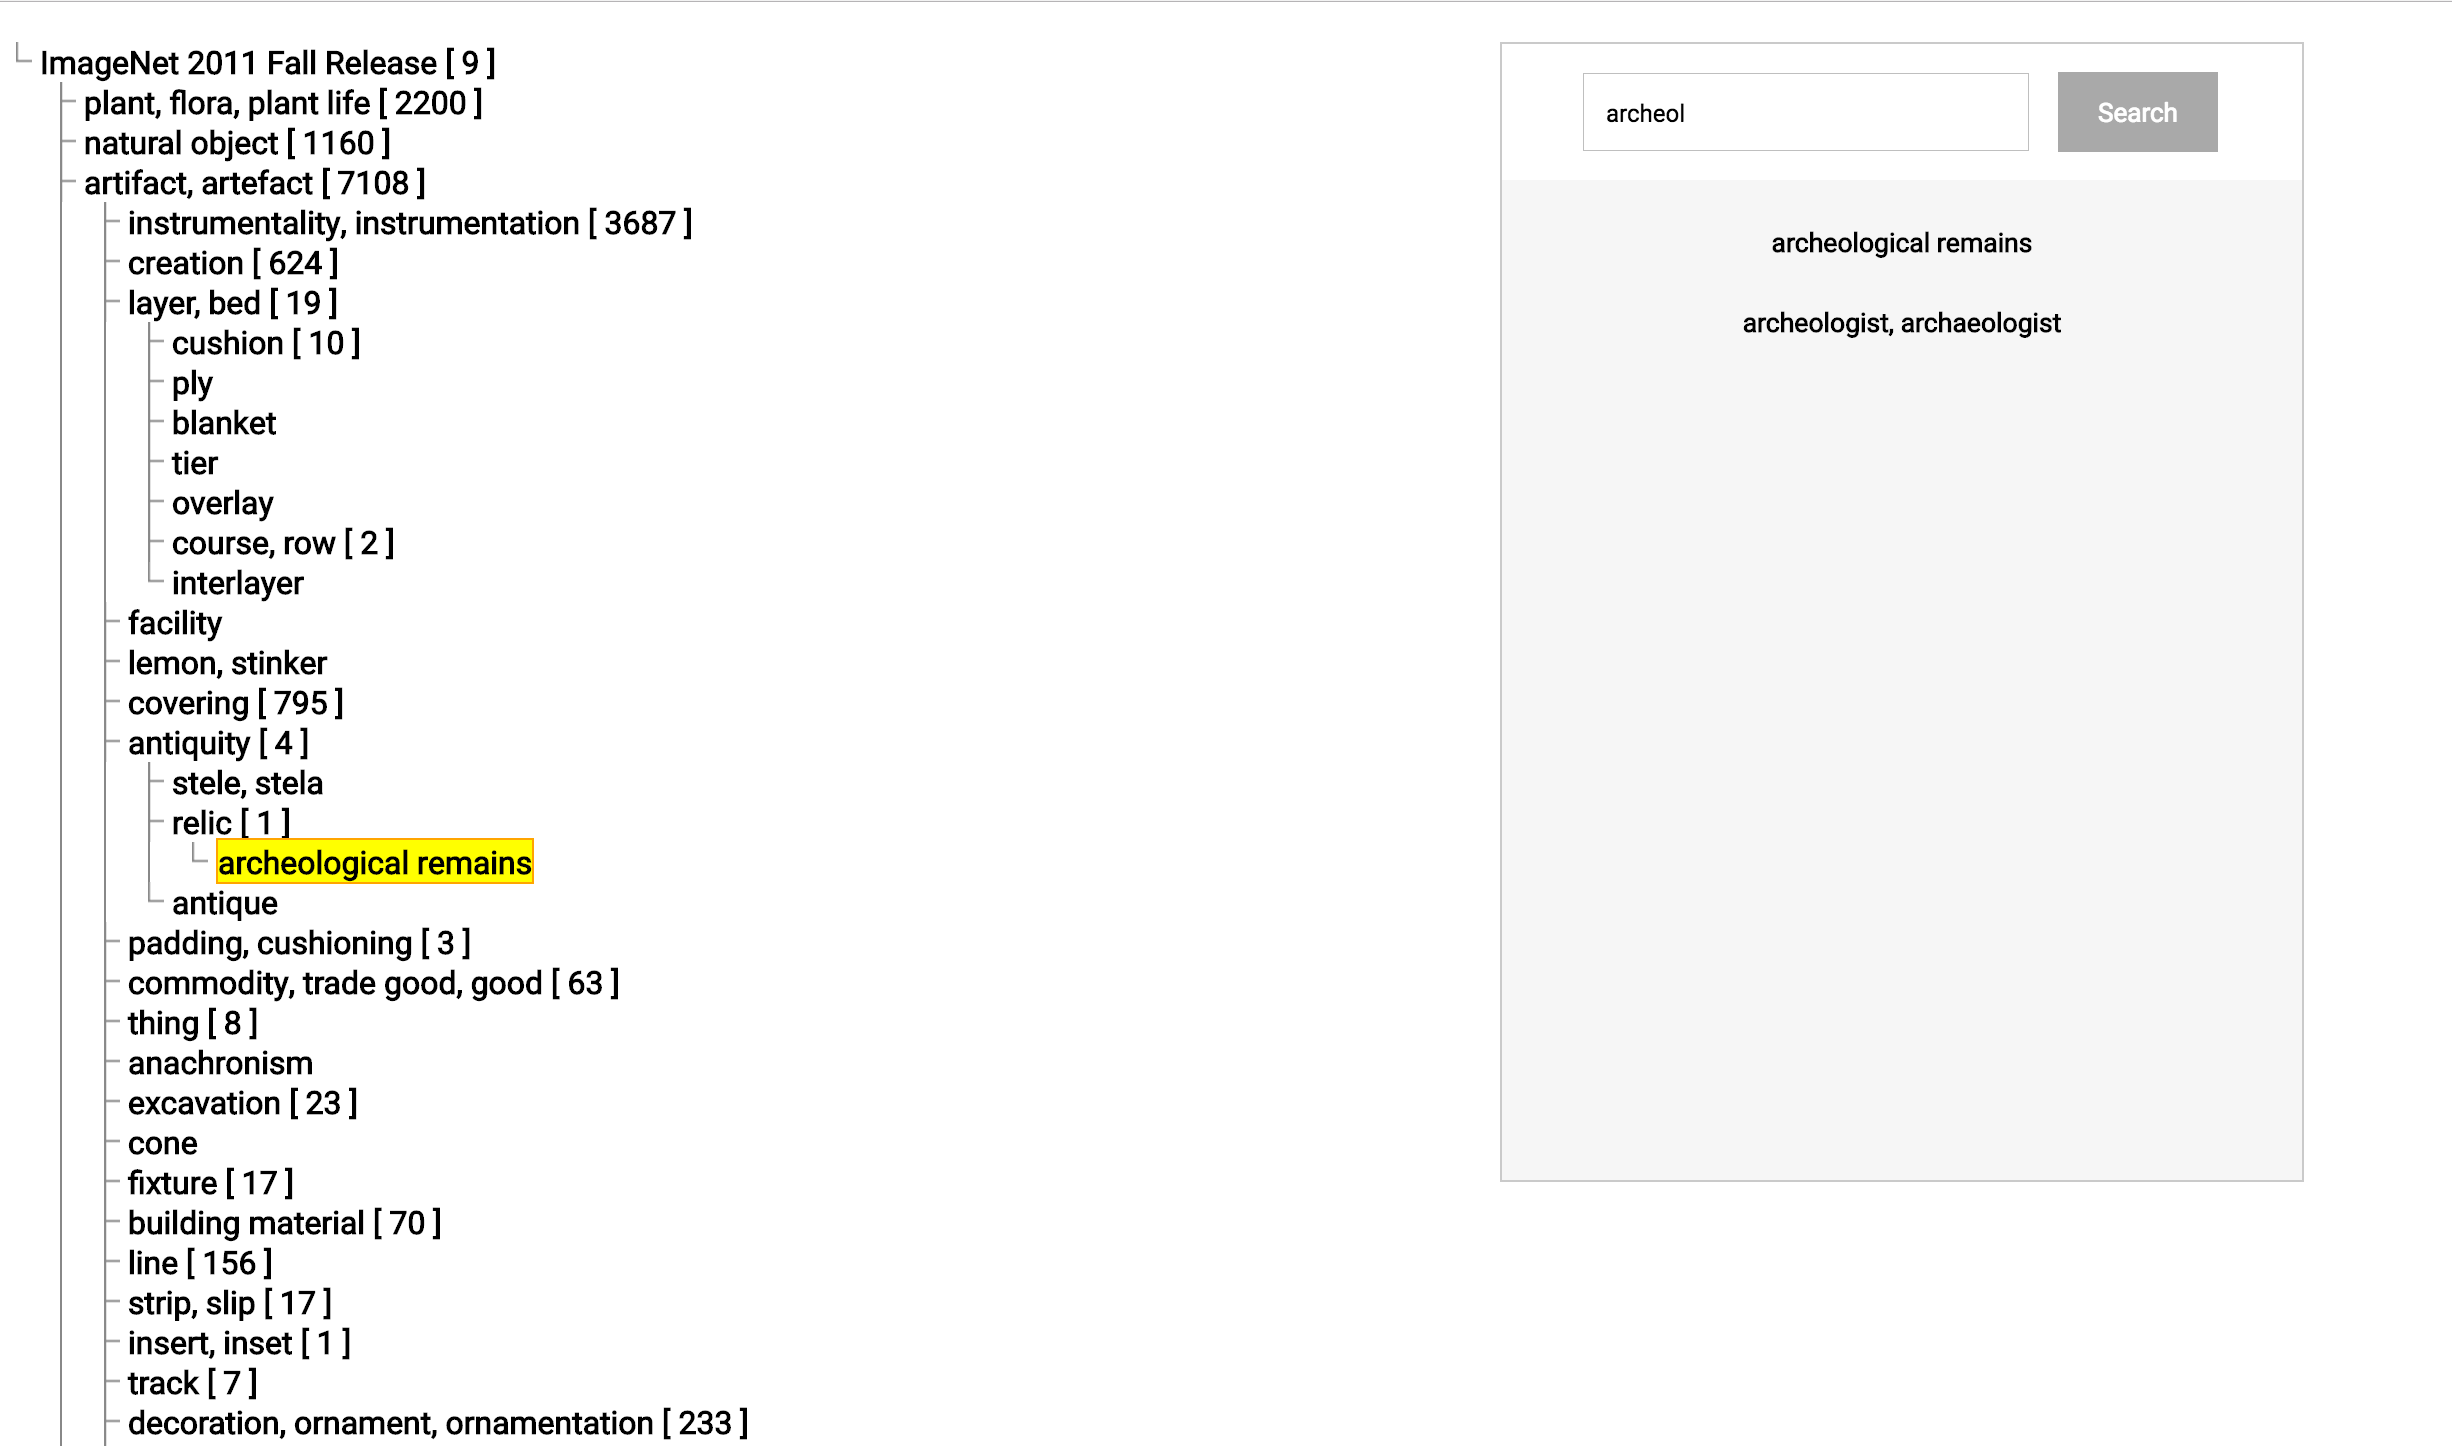 ImageNet 2011 Fall Release [ 9 ]
plant, flora, plant life [ 2200 ]
natural object [ 1160 ]
artifact, artefact [ 7108 ]
instrumentality, instrumentation [ 3687 ]
creation [ 624 ]
layer, bed [ 19 ]
cushion [ 10 ]
ply
blanket
tier
overlay
course, row [ 2 ]
interlayer
facility
lemon, stinker
covering [ 795 ]
antiquity [ 4 ]
stele, stela
relic [ 1 ]
archeological remains
antique
padding, cushioning [ 3 ]
commodity, trade good, good [ 63 ]
thing [ 8 ]
anachronism
excavation [ 23 ]
cone
fixture [ 17 ]
building material [ 70 ]
line [ 156 ]
strip, slip [ 17 ]
insert, inset [ 1 ]
track [ 7 ]
decoration, ornament, ornamentation [ 233 ]
archeol
Search
archeological remains
archeologist, archaeologist